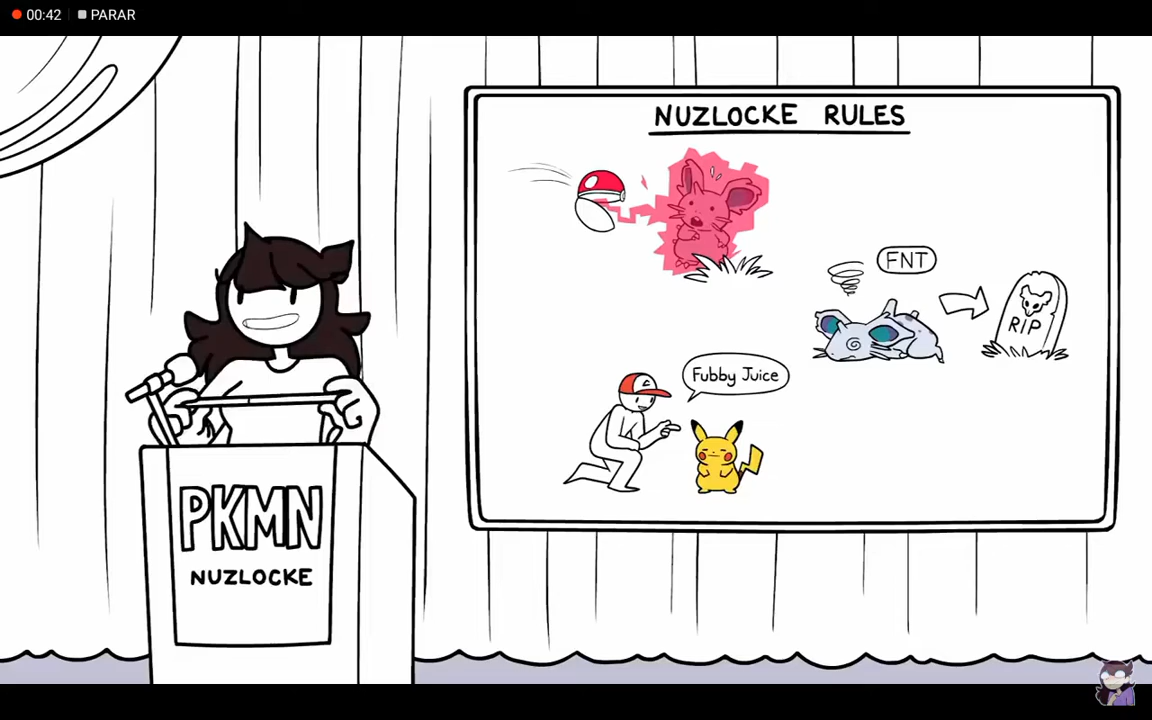 00:42 PARAR
NUZLOCKE RULES
FNT
RIP
Fubby Juice
PKMN
NUZLOCKE